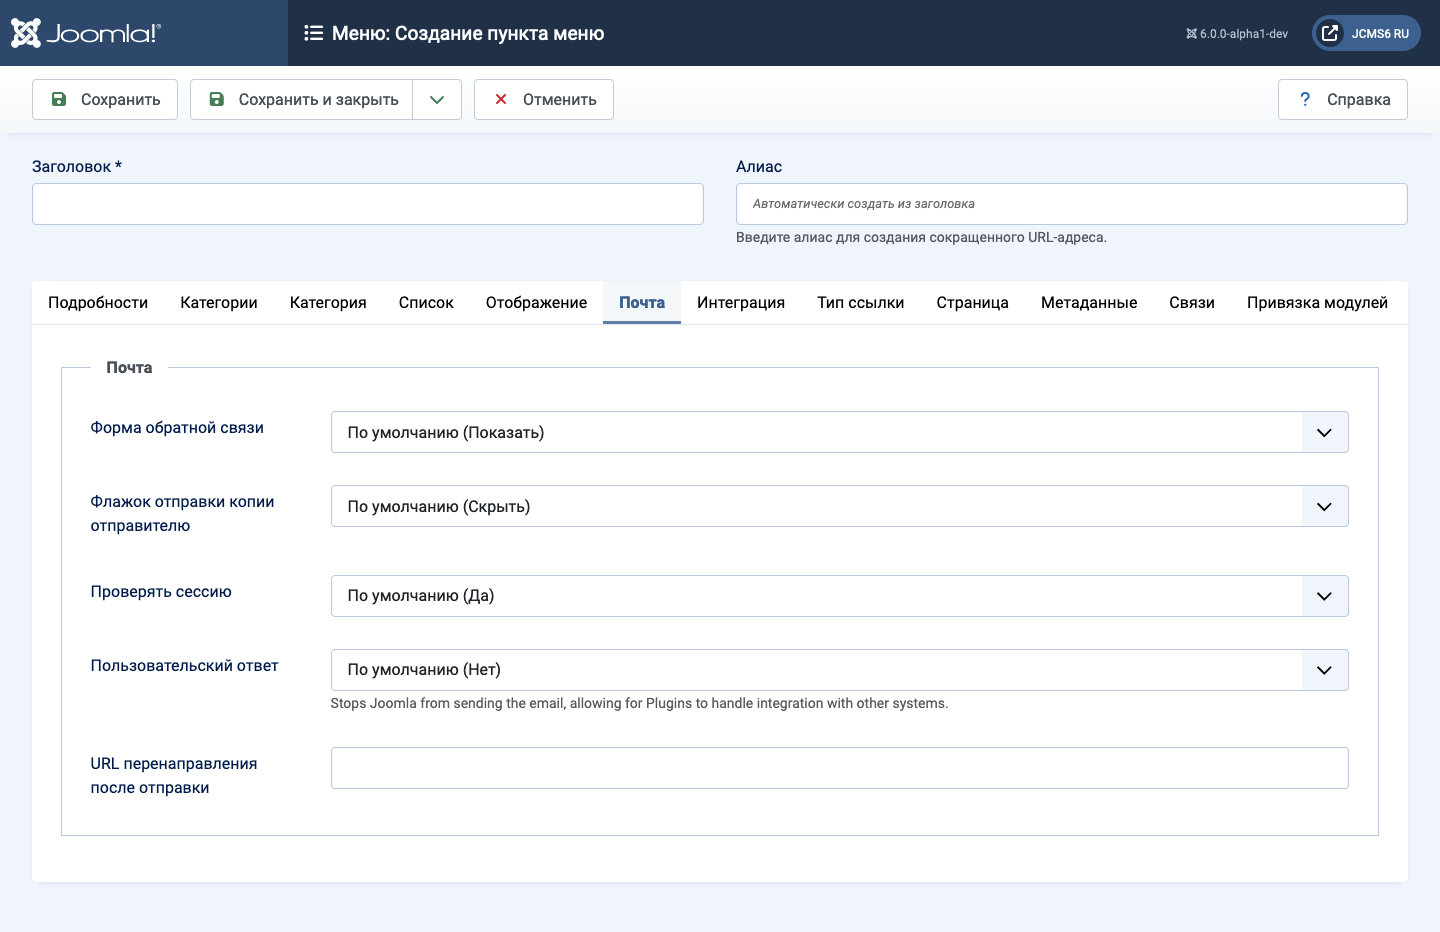 Joomla!®
Меню: Создание пункта меню
6.0.0-alpha1-dev
JCMS6 RU
Сохранить
Сохранить и закрыть
Отменить
? Справка
Заголовок *
Алиас
Автоматически создать из заголовка
Введите алиас для создания сокращенного URL-адреса.
Подробности Категории Категория Список Отображение Почта Интеграция Тип ссылки Страница Метаданные Связи Привязка модулей
Почта
Форма обратной связи
По умолчанию (Показать)
Флажок отправки копии
отправителю
По умолчанию (Скрыть)
Проверять сессию
По умолчанию (Да)
Пользовательский ответ
По умолчанию (Нет)
Stops Joomla from sending the email, allowing for Plugins to handle integration with other systems.
URL перенаправления
после отправки